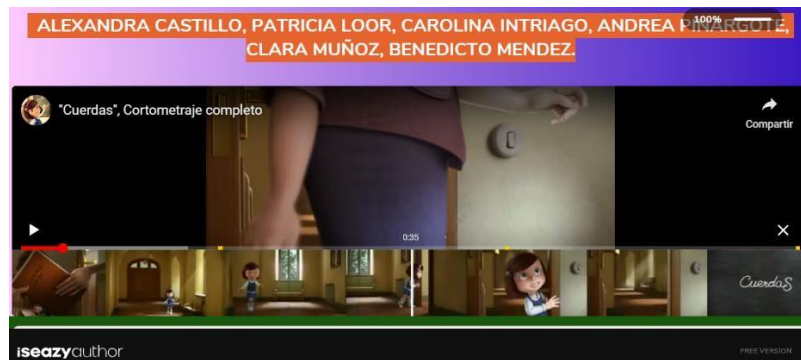 ALEXANDRA CASTILLO, PATRICIA LOOR, CAROLINA INTRIAGO, ANDREA PINARGOTE,
CLARA MUÑOZ, BENEDICTO MENDEZ.
100%
"Cuerdas", Cortometraje completo
Compartir
0:35
Cuerdas
iseazyauthor
FREE VERSION